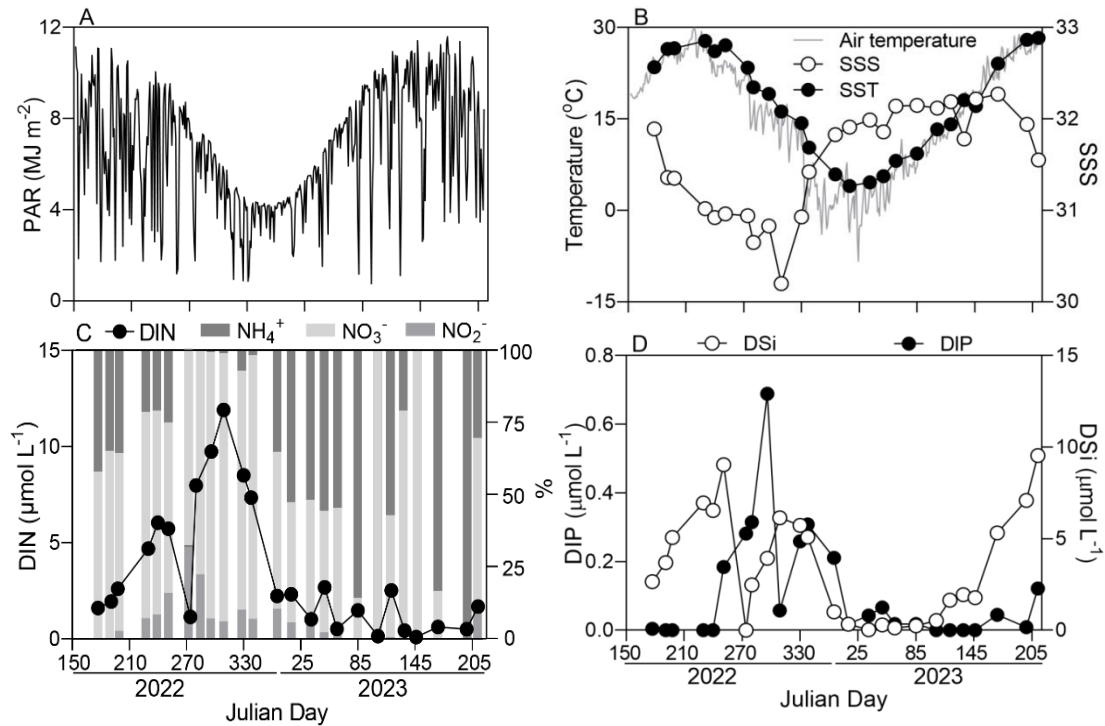 A
12
8
4
0
PAR (MJ m⁻²)
B
30
15
0
-15
Temperature (°C)
33
32
31
30
SSS
Air temperature
SSS
SST
C
DIN
NH₄⁺
NO₃⁻
NO₂⁻
15
10
5
0
DIN (μmol L⁻¹)
100
75
50
25
0
%
150 210 270 330 25 85 145 205
2022 2023
Julian Day
D
DSi
DIP
0.8
0.6
0.4
0.2
0.0
DIP (μmol L⁻¹)
15
10
5
0
DSi
(μmol L⁻¹)
150 210 270 330 25 85 145 205
2022 2023
Julian Day